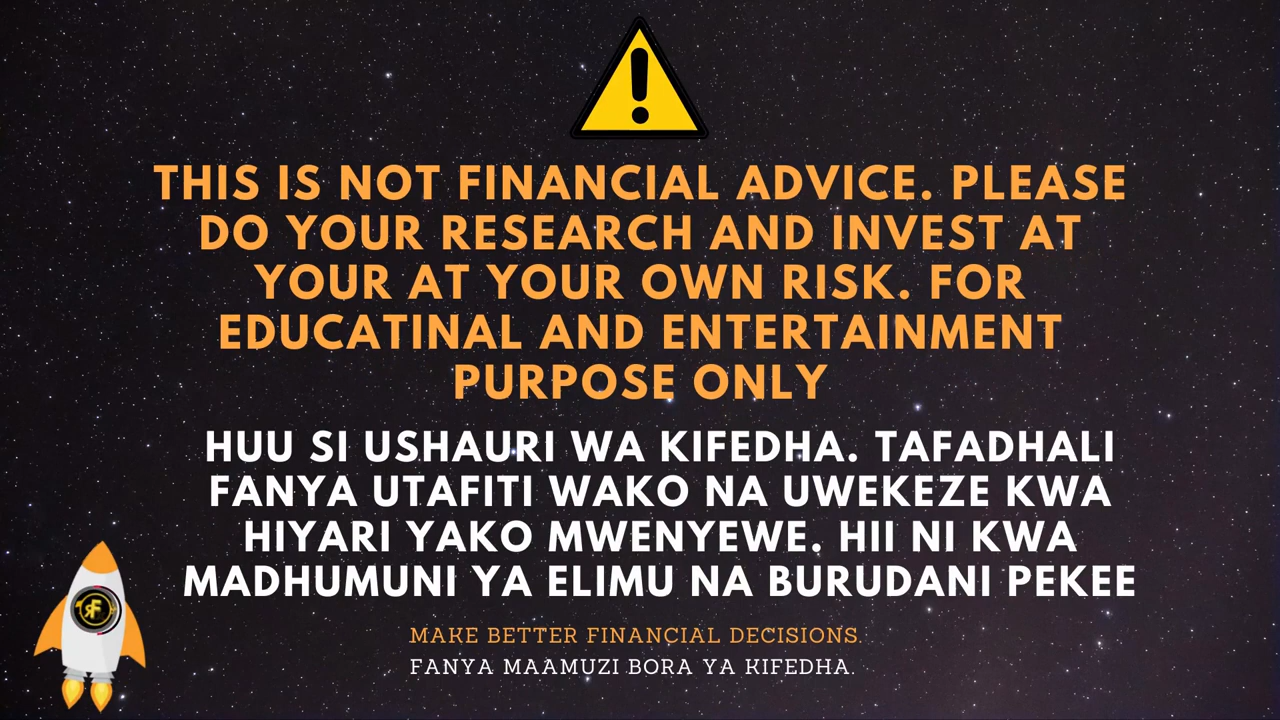 THIS IS NOT FINANCIAL ADVICE. PLEASE
DO YOUR RESEARCH AND INVEST AT
YOUR AT YOUR OWN RISK. FOR
EDUCATINAL AND ENTERTAINMENT
PURPOSE ONLY
HUU SI USHAURI WA KIFEDHA. TAFADHALI
FANYA UTAFITI WAKO NA UWEKEZE KWA
HIYARI YAKO MWENYEWE. HII NI KWA
MADHUMUNI YA ELIMU NA BURUDANI PEKEE
MAKE BETTER FINANCIAL DECISIONS.
FANYA MAAMUZI BORA YA KIFEDHA.